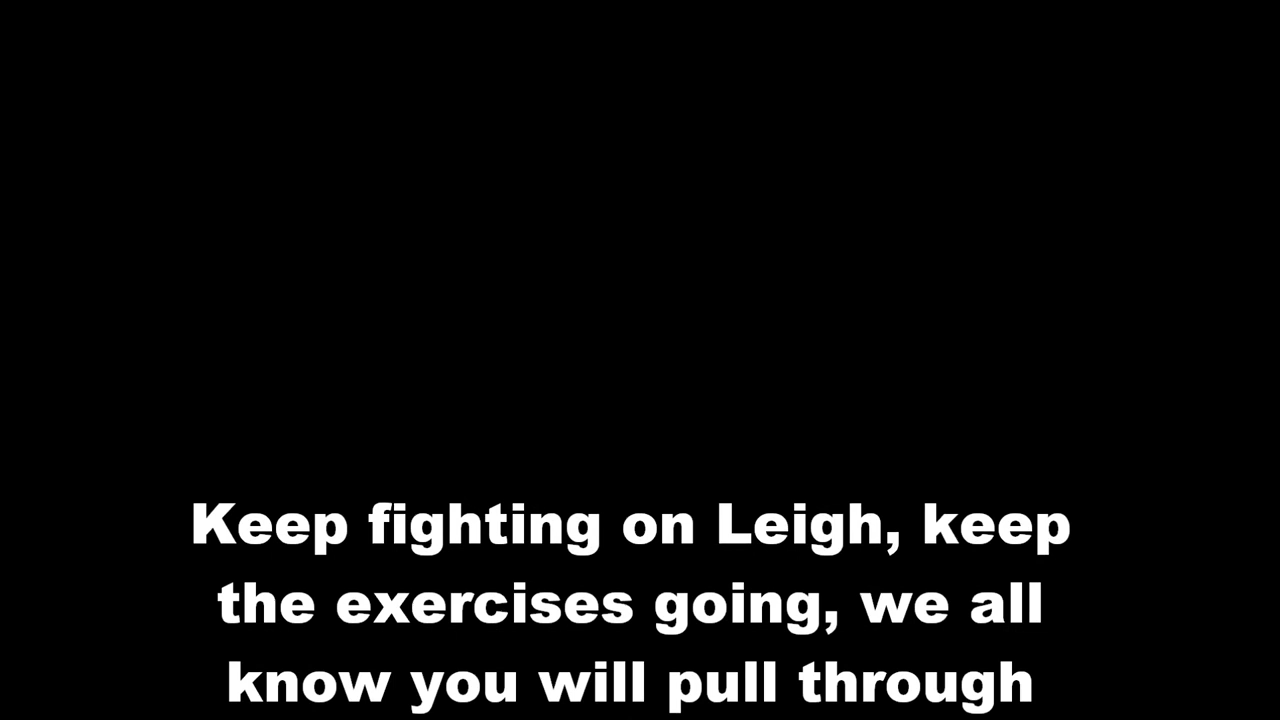 Keep fighting on Leigh, keep
the exercises going, we all
know you will pull through